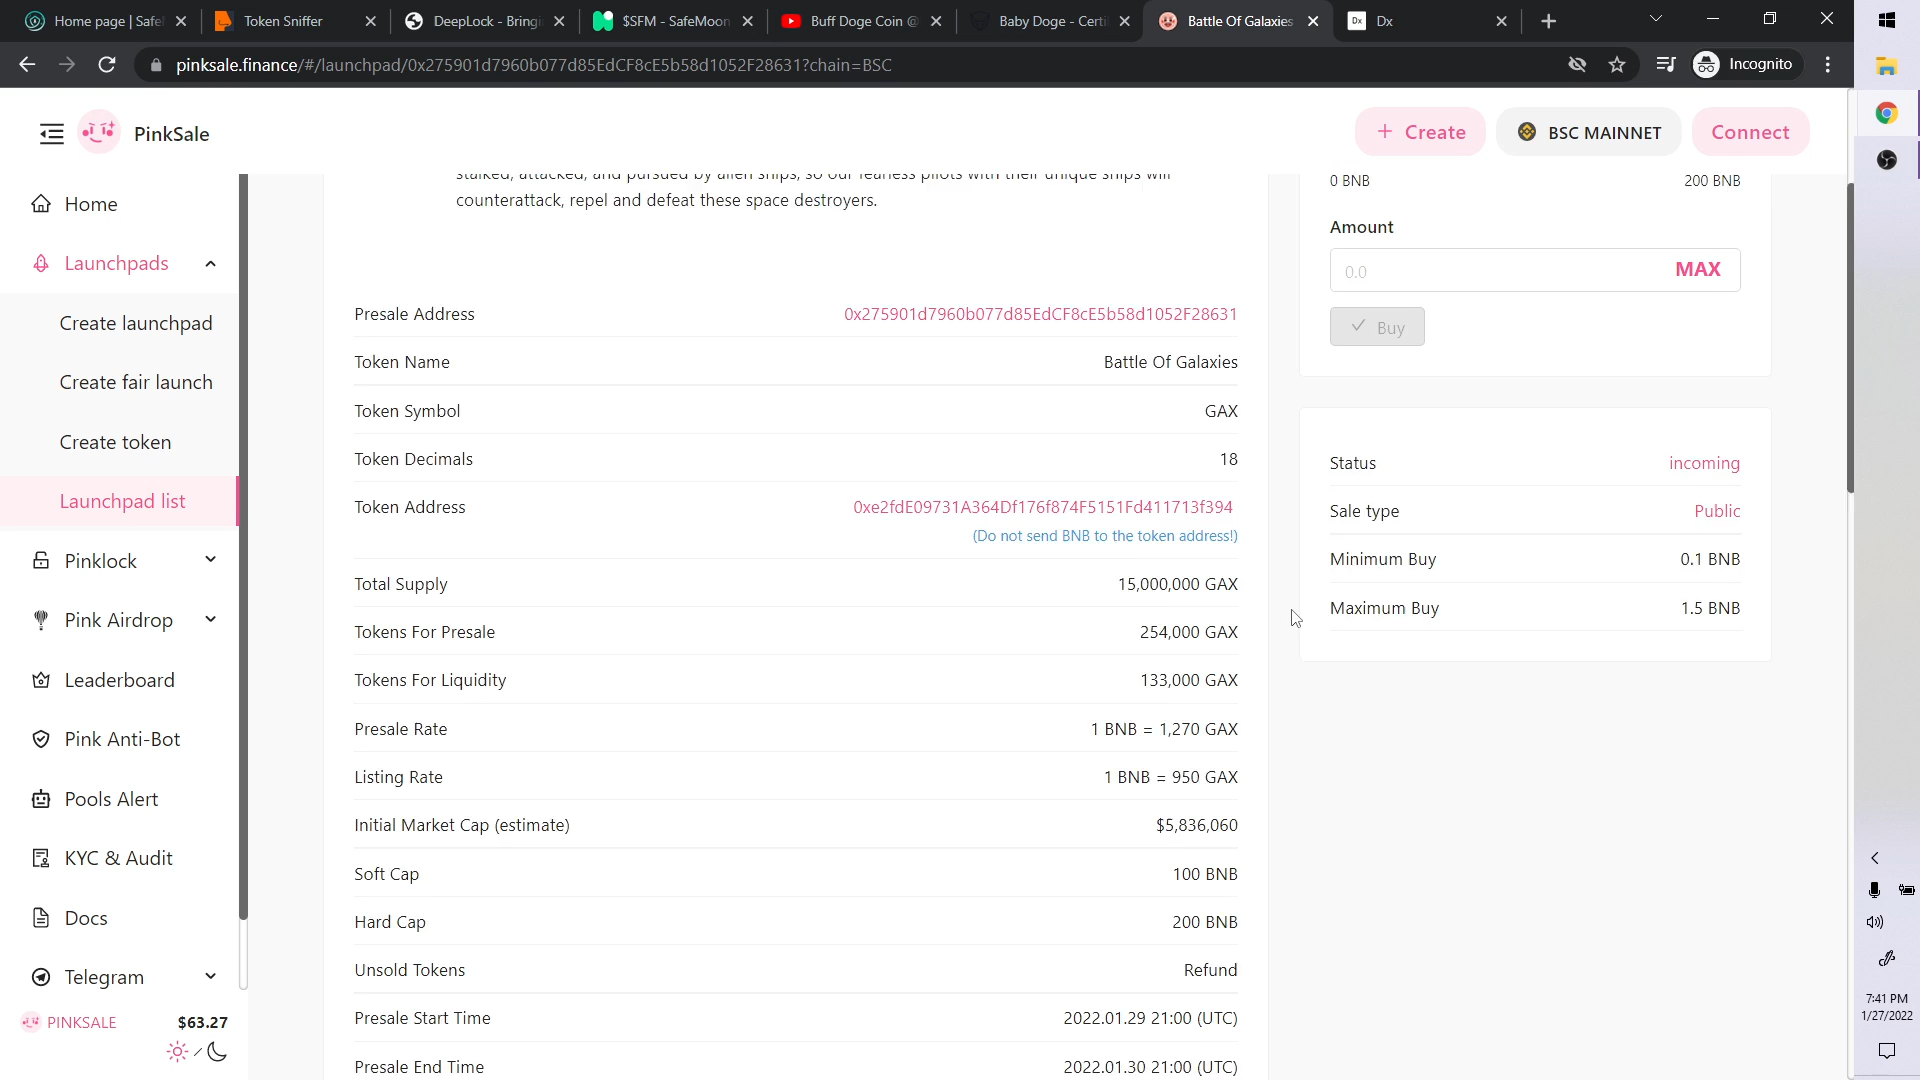 Home page | Safe
Token Sniffer
DeepLock - Bringi
$SFM - SafeMoon
Buff Doge Coin @
Baby Doge - Certi
Battle Of Galaxies
Dx
Dx
pinksale.finance/#/launchpad/0x275901d7960b077d85EdCF8cE5b58d1052F28631?chain=BSC
Incognito
PinkSale
+ Create
BSC MAINNET
Connect
Home
Launchpads
Create launchpad
Create fair launch
Create token
Launchpad list
Pinklock
Pink Airdrop
Leaderboard
Pink Anti-Bot
Pools Alert
KYC & Audit
Docs
Telegram
PINKSALE $63.27
stalked, attacked, and pursued by alien ships, so our fearless pilots with their unique ships will
counterattack, repel and defeat these space destroyers.
Presale Address 0x275901d7960b077d85EdCF8cE5b58d1052F28631
Token Name Battle Of Galaxies
Token Symbol GAX
Token Decimals 18
Token Address 0xe2fdE09731A364Df176f874F5151Fd411713f394
(Do not send BNB to the token address!)
Total Supply 15,000,000 GAX
Tokens For Presale 254,000 GAX
Tokens For Liquidity 133,000 GAX
Presale Rate 1 BNB = 1,270 GAX
Listing Rate 1 BNB = 950 GAX
Initial Market Cap (estimate) $5,836,060
Soft Cap 100 BNB
Hard Cap 200 BNB
Unsold Tokens Refund
Presale Start Time 2022.01.29 21:00 (UTC)
Presale End Time 2022.01.30 21:00 (UTC)
0 BNB 200 BNB
Amount
0.0 MAX
Buy
Status incoming
Sale type Public
Minimum Buy 0.1 BNB
Maximum Buy 1.5 BNB
7:41 PM
1/27/2022